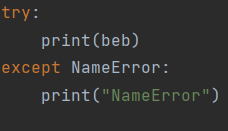 try:
    print(beb)
except NameError:
    print("NameError")